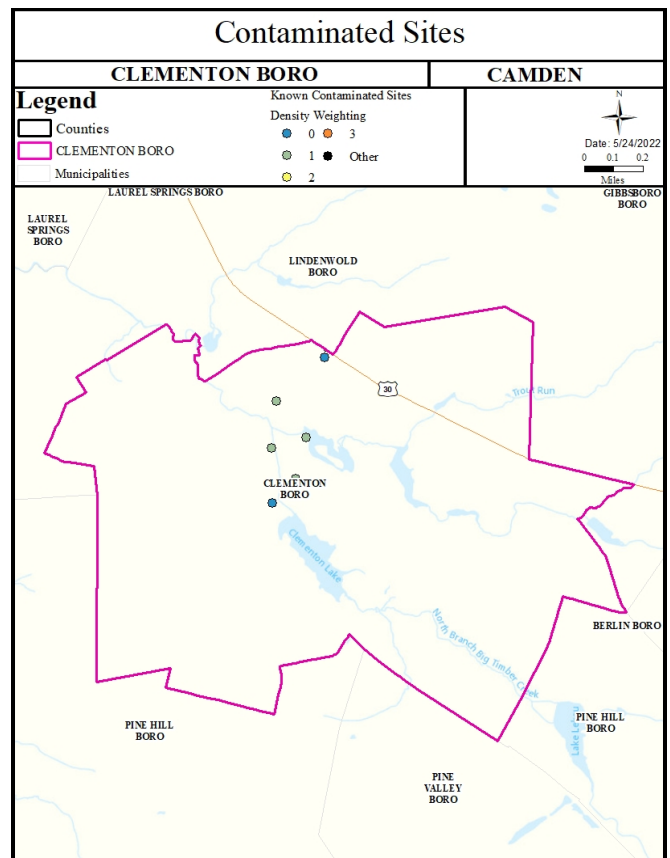 Contaminated Sites
CLEMENTON BORO
CAMDEN
Legend
Counties
CLEMENTON BORO
Municipalities
Known Contaminated Sites
Density Weighting
0
3
1
Other
2
N
Date: 5/24/2022
0 0.1 0.2
Miles
LAUREL SPRINGS BORO
GIBBSBORO
BORO
LAUREL
SPRINGS
BORO
LINDENWOLD
BORO
30
Trout Run
CLEMENTON
BORO
Clementon Lake
North Branch Big Timber Creek
BERLIN BORO
PINE HILL
BORO
PINE HILL
BORO
PINE
VALLEY
BORO